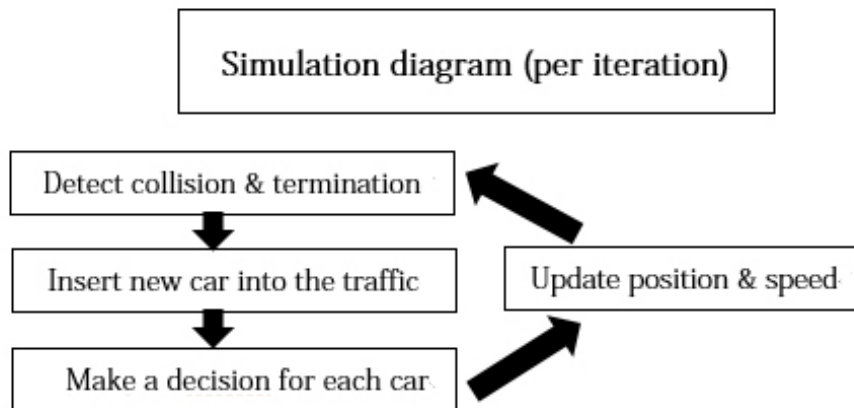 Simulation diagram (per iteration)
Detect collision & termination
Insert new car into the traffic
Update position & speed
Make a decision for each car